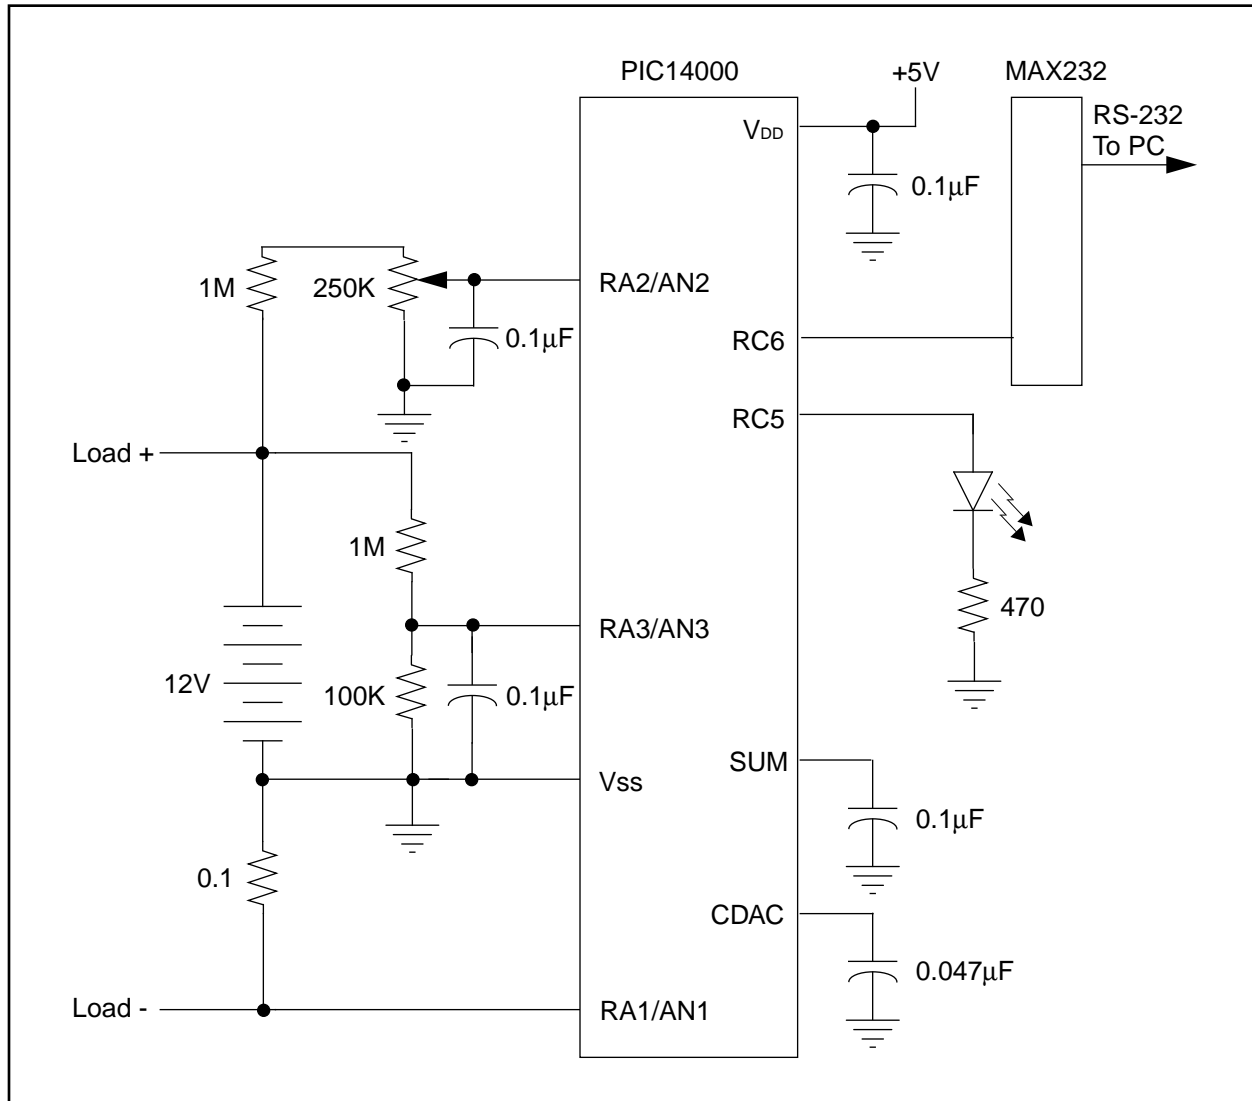 PIC14000
+5V
MAX232
VDD
RS-232
To PC
0.1µF
1M
250K
RA2/AN2
0.1µF
RC6
RC5
Load +
1M
470
RA3/AN3
12V
100K
0.1µF
Vss
SUM
0.1µF
0.1
CDAC
0.047µF
Load -
RA1/AN1